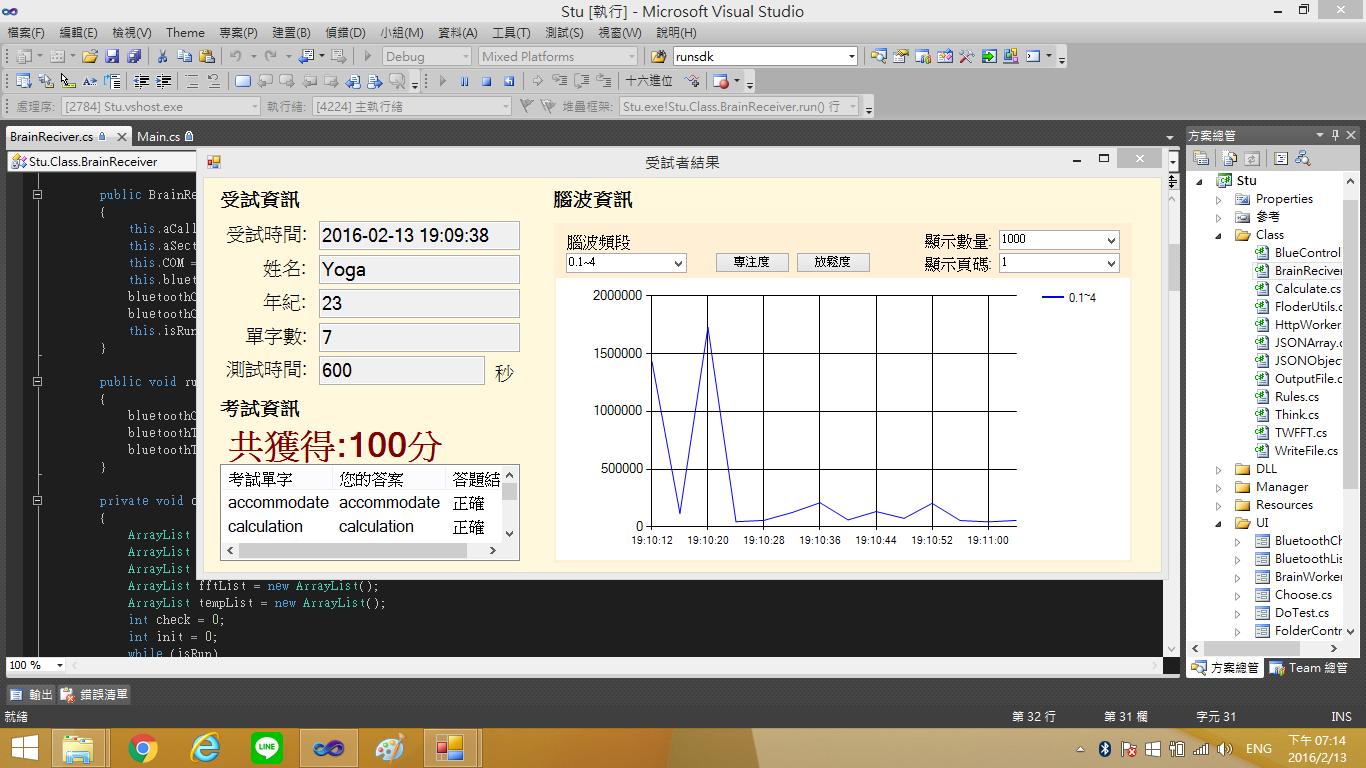 Stu [執行] - Microsoft Visual Studio
檔案(F) 編輯(E) 檢視(V) Theme 專案(P) 建置(B) 偵錯(D) 小組(M) 資料(A) 工具(T) 測試(S) 視窗(W) 說明(H)
Debug Mixed Platforms runsdk
十六進位
處理序: [2784] Stu.vshost.exe 執行緒: [4224] 主執行緒 堆疊框架: Stu.exe!Stu.Class.BrainReceiver.run() 行
BrainReciver.cs Main.cs
Stu.Class.BrainReceiver
public BrainRe
{
this.aCall
this.aSect
this.COM =
this.bluet
bluetoothC
bluetoothC
this.isRun
}
public void ru
{
bluetoothC
bluetoothT
bluetoothT
}
private void c
{
ArrayList
ArrayList
ArrayList
ArrayList fftList = new ArrayList();
ArrayList tempList = new ArrayList();
int check = 0;
int init = 0;
while (isRun)
100 %
受試者結果
受試資訊
受試時間: 2016-02-13 19:09:38
姓名: Yoga
年紀: 23
單字數: 7
測試時間: 600 秒
考試資訊
共獲得:100分
考試單字 您的答案 答題結
accommodate accommodate 正確
calculation calculation 正確
腦波資訊
腦波頻段
0.1~4
專注度 放鬆度
顯示數量: 1000
顯示頁碼: 1
2000000
1500000
1000000
500000
0
19:10:12 19:10:20 19:10:28 19:10:36 19:10:44 19:10:52 19:11:00
0.1~4
方案總管
Stu
Properties
參考
Class
BlueControl
BrainReceiver
Calculate.cs
FloderUtils.c
HttpWorker.
JSONArray.c
JSONObjec
OutputFile.c
Rules.cs
Think.cs
TWFFT.cs
WriteFile.cs
DLL
Manager
Resources
UI
BluetoothCh
BluetoothLis
BrainWorker
Choose.cs
DoTest.cs
FolderContr
方案總管 Team 總管
輸出 錯誤清單
就緒 第 32 行 第 31 欄 字元 31 INS
LINE
ENG
下午 07:14
2016/2/13